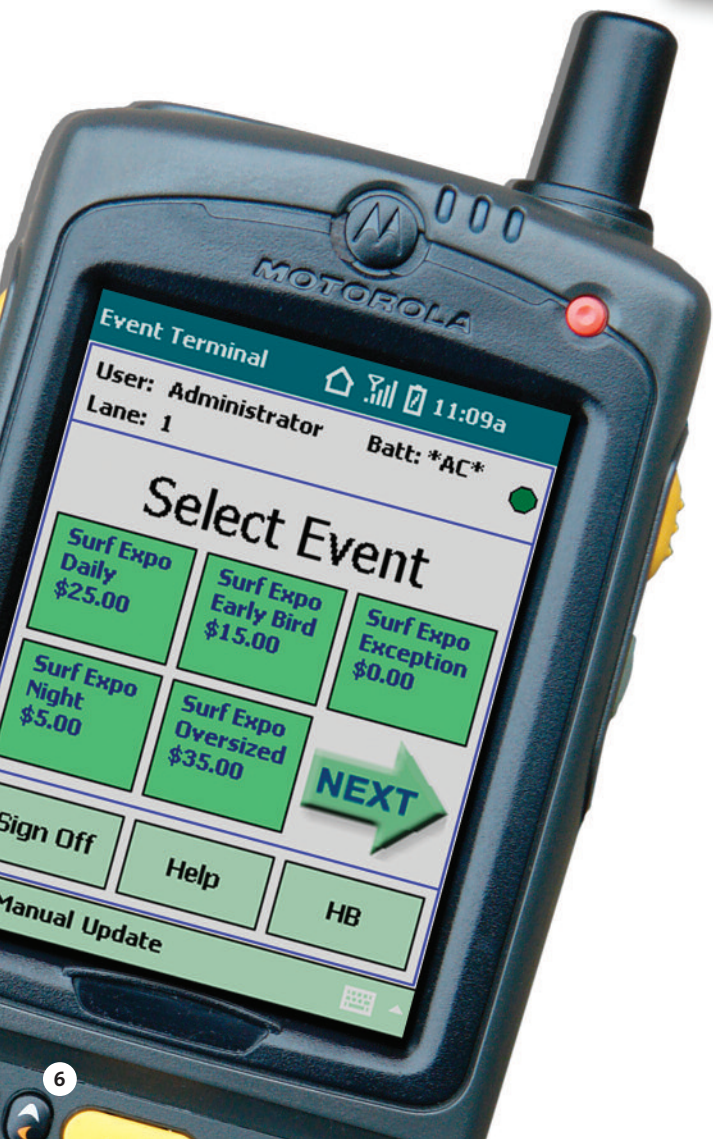 MOTOROLA
Event Terminal
11:09a
User: Administrator
Batt: *AC*
Lane: 1
Select Event
Surf Expo
Daily
$25.00
Surf Expo
Early Bird
$15.00
Surf Expo
Exception
$0.00
Surf Expo
Night
$5.00
Surf Expo
Oversized
$35.00
NEXT
Sign Off
Help
HB
Manual Update
6